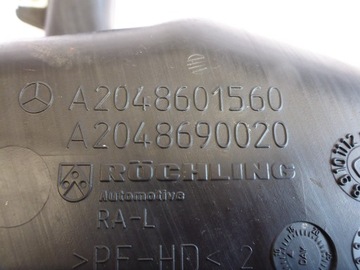 A2048601560
A2048690020
RÖCHLING
Automotive
RA-L
>PE-HD< 2